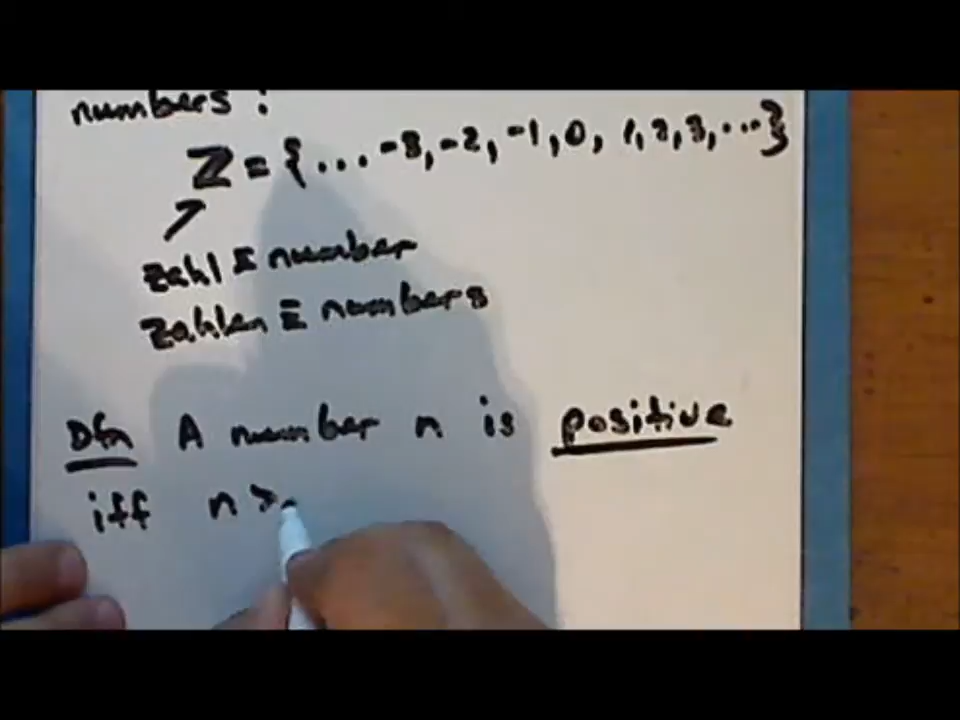 numbers:
ℤ = {... -3, -2, -1, 0, 1, 2, 3, ...}
zahl ≡ number
zahlen ≡ numbers
Dfn A number n is positive
iff n >